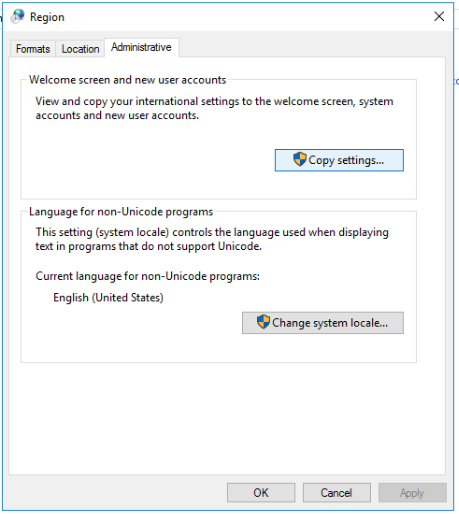 Region
Formats Location Administrative
Welcome screen and new user accounts
View and copy your international settings to the welcome screen, system
accounts and new user accounts.
Copy settings...
Language for non-Unicode programs
This setting (system locale) controls the language used when displaying
text in programs that do not support Unicode.
Current language for non-Unicode programs:
English (United States)
Change system locale...
OK Cancel Apply